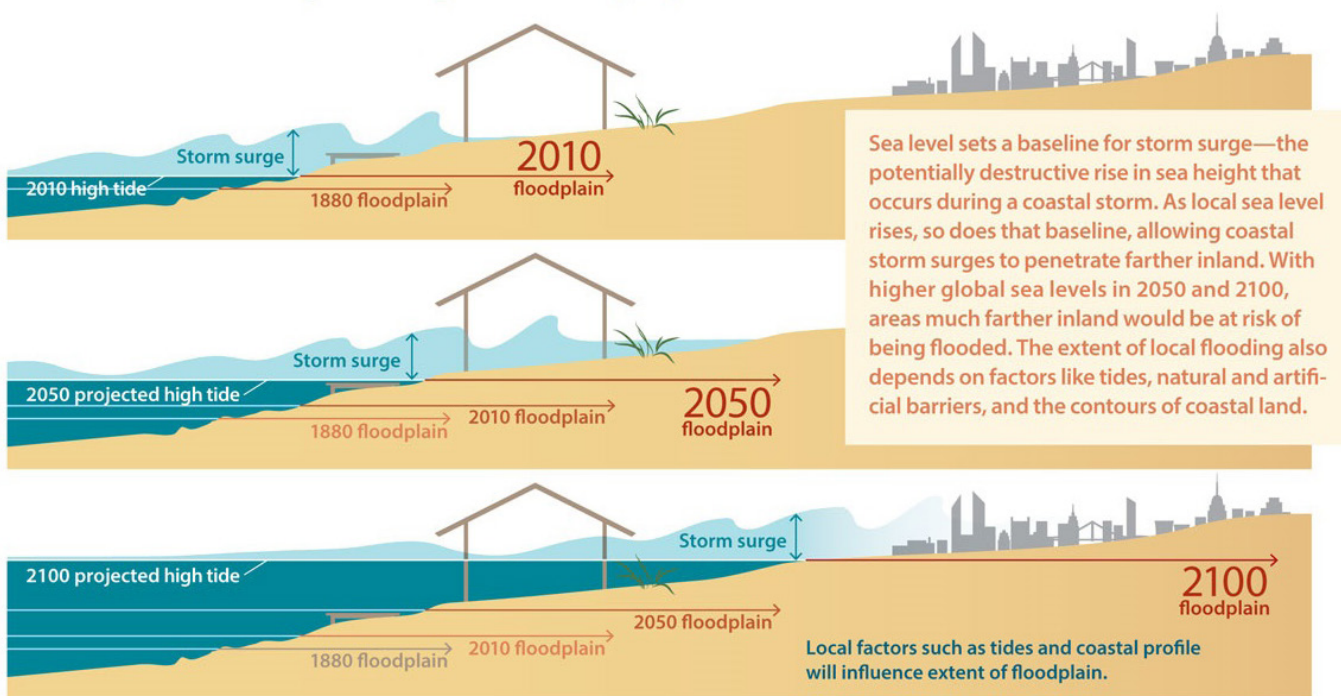 Storm surge
2010 high tide
1880 floodplain
2010
floodplain
Sea level sets a baseline for storm surge—the
potentially destructive rise in sea height that
occurs during a coastal storm. As local sea level
rises, so does that baseline, allowing coastal
storm surges to penetrate farther inland. With
higher global sea levels in 2050 and 2100,
areas much farther inland would be at risk of
being flooded. The extent of local flooding also
depends on factors like tides, natural and artifi-
cial barriers, and the contours of coastal land.
Storm surge
2050 projected high tide
1880 floodplain
2010 floodplain
2050
floodplain
Storm surge
2100 projected high tide
2100
floodplain
2050 floodplain
1880 floodplain
2010 floodplain
Local factors such as tides and coastal profile
will influence extent of floodplain.